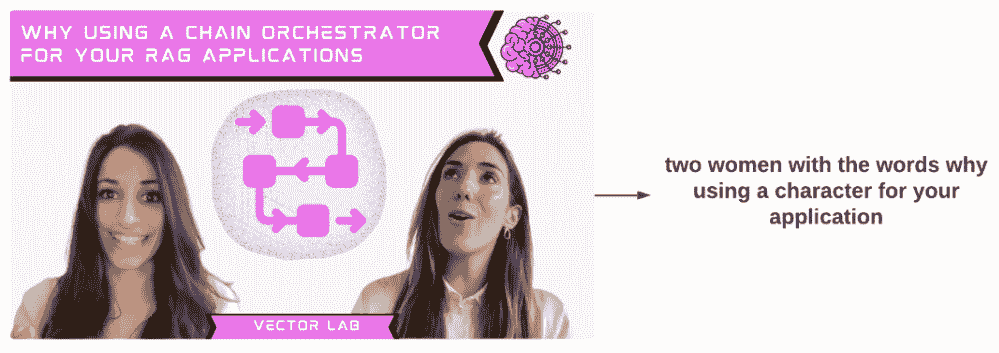 WHY USING A CHAIN ORCHESTRATOR
FOR YOUR RAG APPLICATIONS
VECTOR LAB
two women with the words why
using a character for your
application